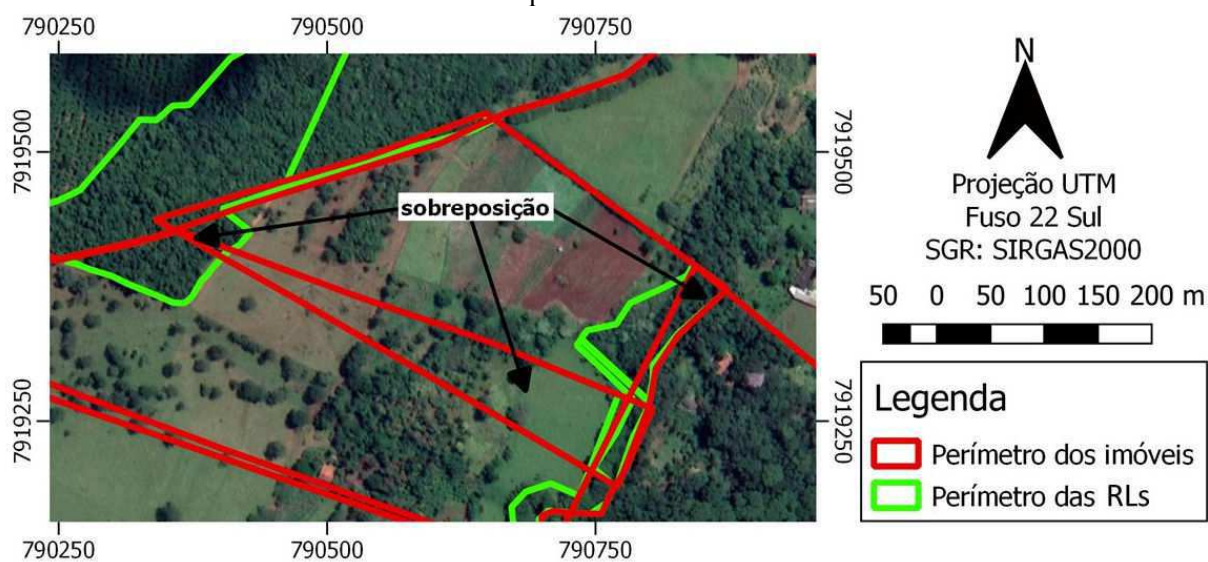 790250 790500 790750
7919500
7919250
sobreposição
7919500
7919250
790250 790500 790750
N
Projeção UTM
Fuso 22 Sul
SGR: SIRGAS2000
50 0 50 100 150 200 m
Legenda
Perímetro dos imóveis
Perímetro das RLs